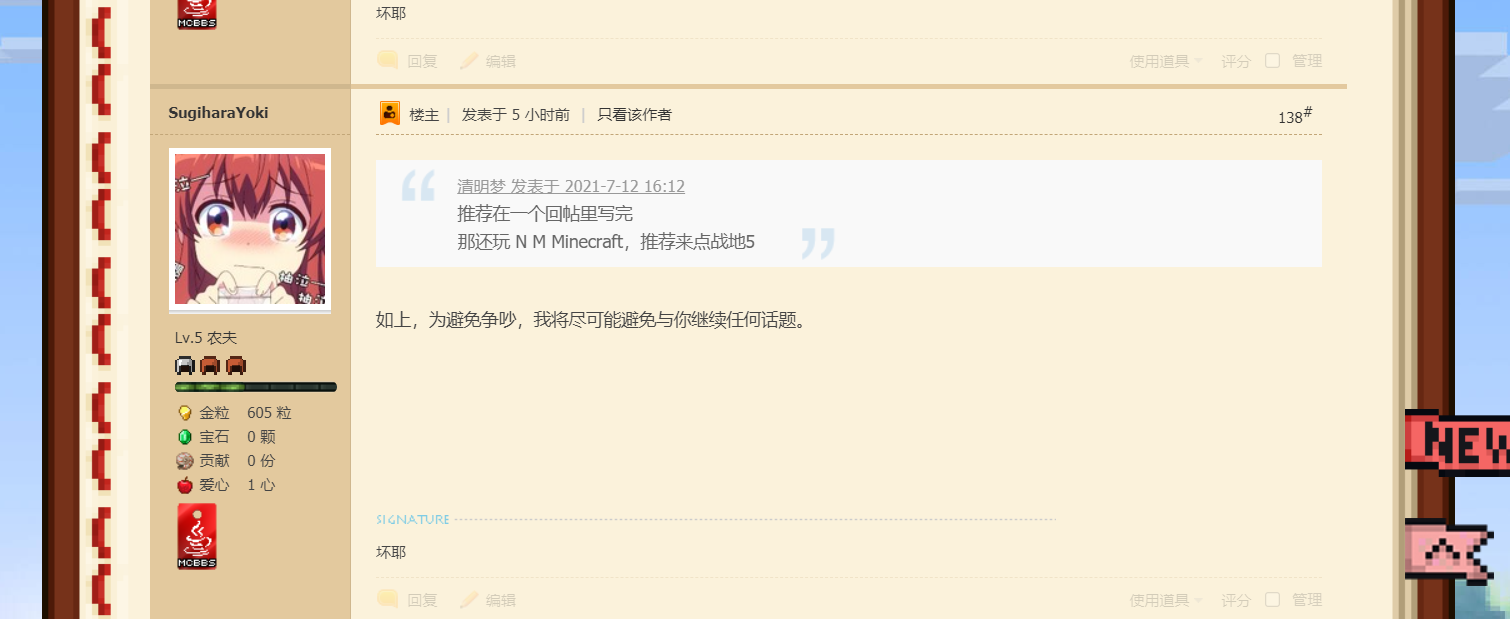 MCBBS
坏耶
回复 编辑 使用道具 评分 管理
SugiharaYoki
楼主 | 发表于 5 小时前 | 只看该作者 138#
清明梦 发表于 2021-7-12 16:12
推荐在一个回帖里写完
那还玩 N M Minecraft，推荐来点战地5
如上，为避免争吵，我将尽可能避免与你继续任何话题。
抽泣一
抽泣
Lv.5 农夫
金粒 605 粒
宝石 0 颗
贡献 0 份
爱心 1 心
MCBBS
SIGNATURE
坏耶
回复 编辑 使用道具 评分 管理
NEW